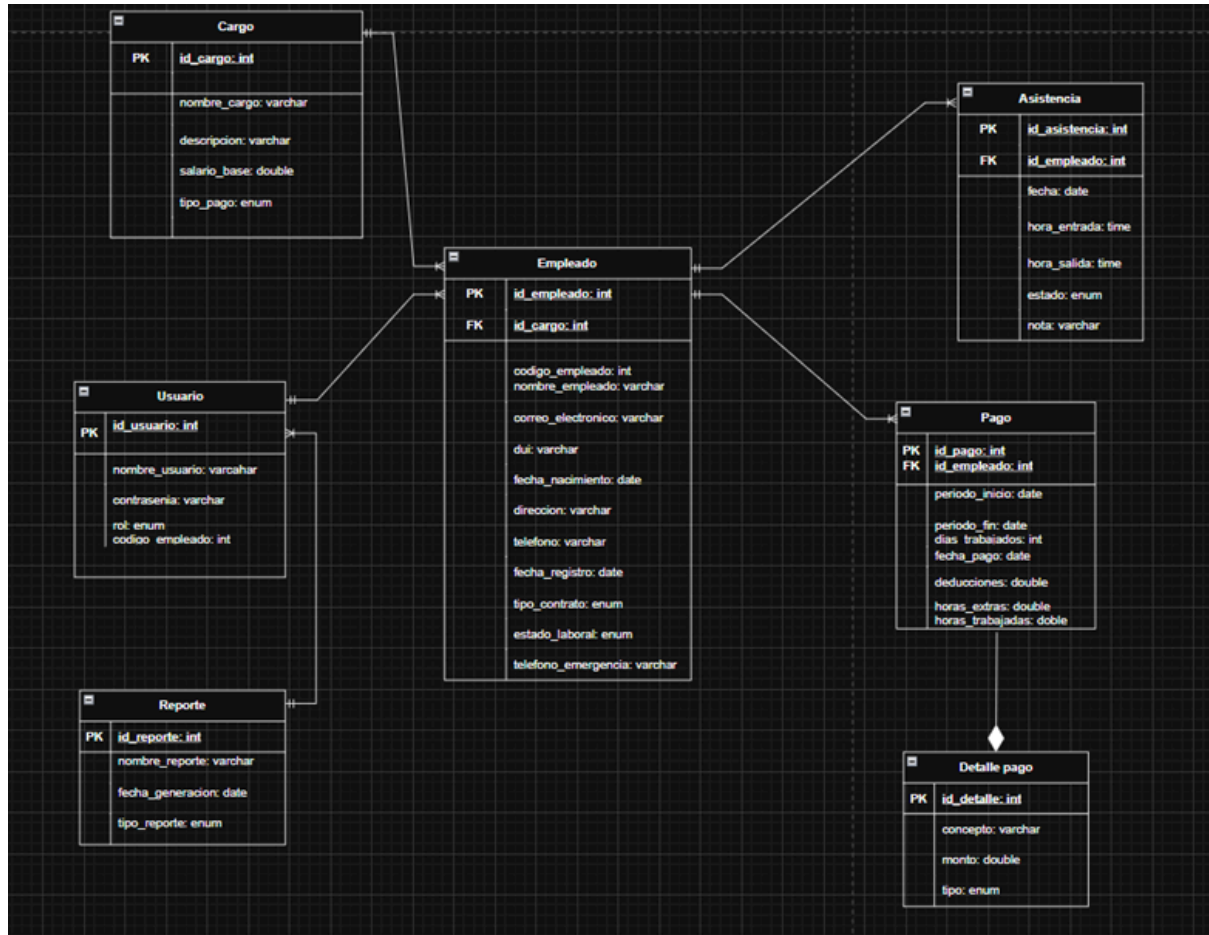 Cargo
PK id_cargo: int
nombre_cargo: varchar
descripcion: varchar
salario_base: double
tipo_pago: enum
Asistencia
PK id_asistencia: int
FK id_empleado: int
fecha: date
hora_entrada: time
hora_salida: time
estado: enum
nota: varchar
Empleado
PK id_empleado: int
FK id_cargo: int
codigo_empleado: int
nombre_empleado: varchar
correo_electronico: varchar
dui: varchar
fecha_nacimiento: date
direccion: varchar
telefono: varchar
fecha_registro: date
tipo_contrato: enum
estado_laboral: enum
telefono_emergencia: varchar
Usuario
PK id_usuario: int
nombre_usuario: varcahar
contrasenia: varchar
rol: enum
codigo_empleado: int
Pago
PK id_pago: int
FK id_empleado: int
periodo_inicio: date
periodo_fin: date
dias_trabajados: int
fecha_pago: date
deducciones: double
horas_extras: double
horas_trabajadas: doble
Reporte
PK id_reporte: int
nombre_reporte: varchar
fecha_generacion: date
tipo_reporte: enum
Detalle pago
PK id_detalle: int
concepto: varchar
monto: double
tipo: enum